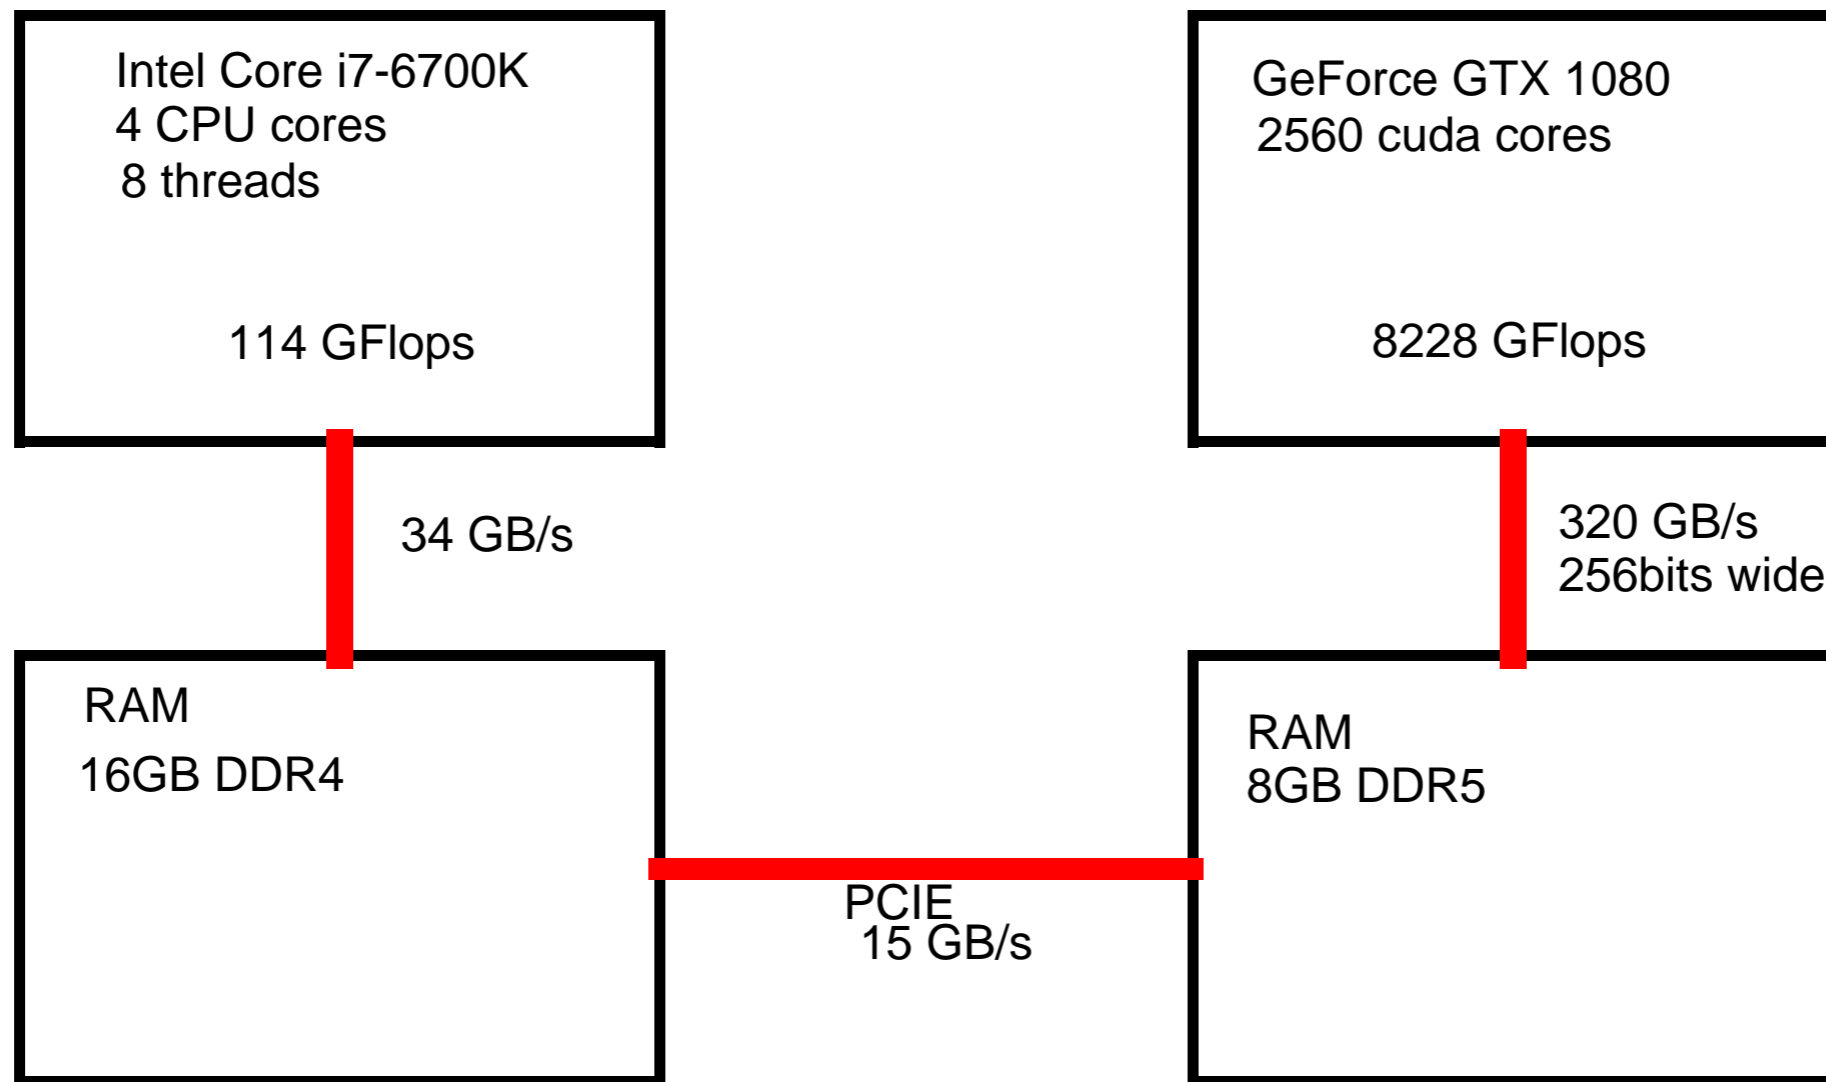 Intel Core i7-6700K
4 CPU cores
8 threads
114 GFlops
GeForce GTX 1080
2560 cuda cores
8228 GFlops
34 GB/s
320 GB/s
256bits wide
RAM
16GB DDR4
RAM
8GB DDR5
PCIE
15 GB/s